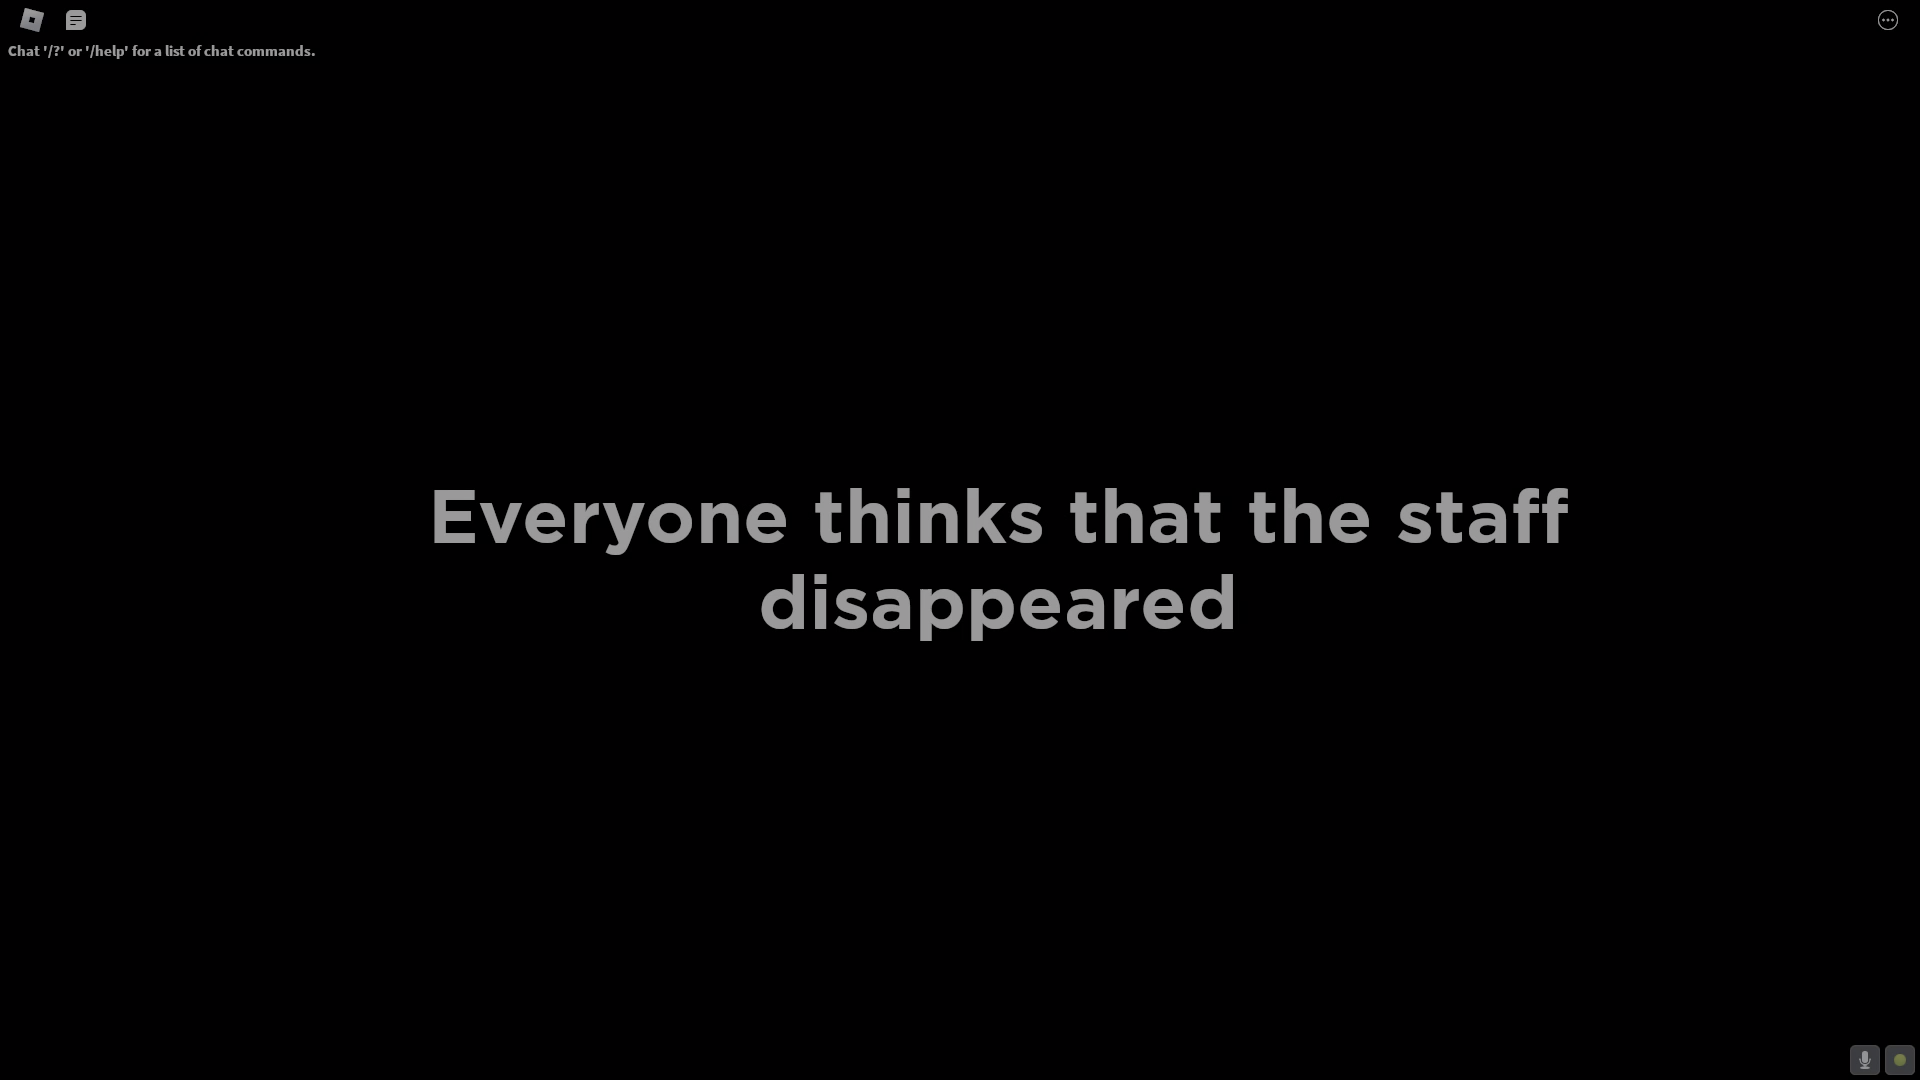 Chat '/?' or '/help' for a list of chat commands.
Everyone thinks that the staff
disappeared